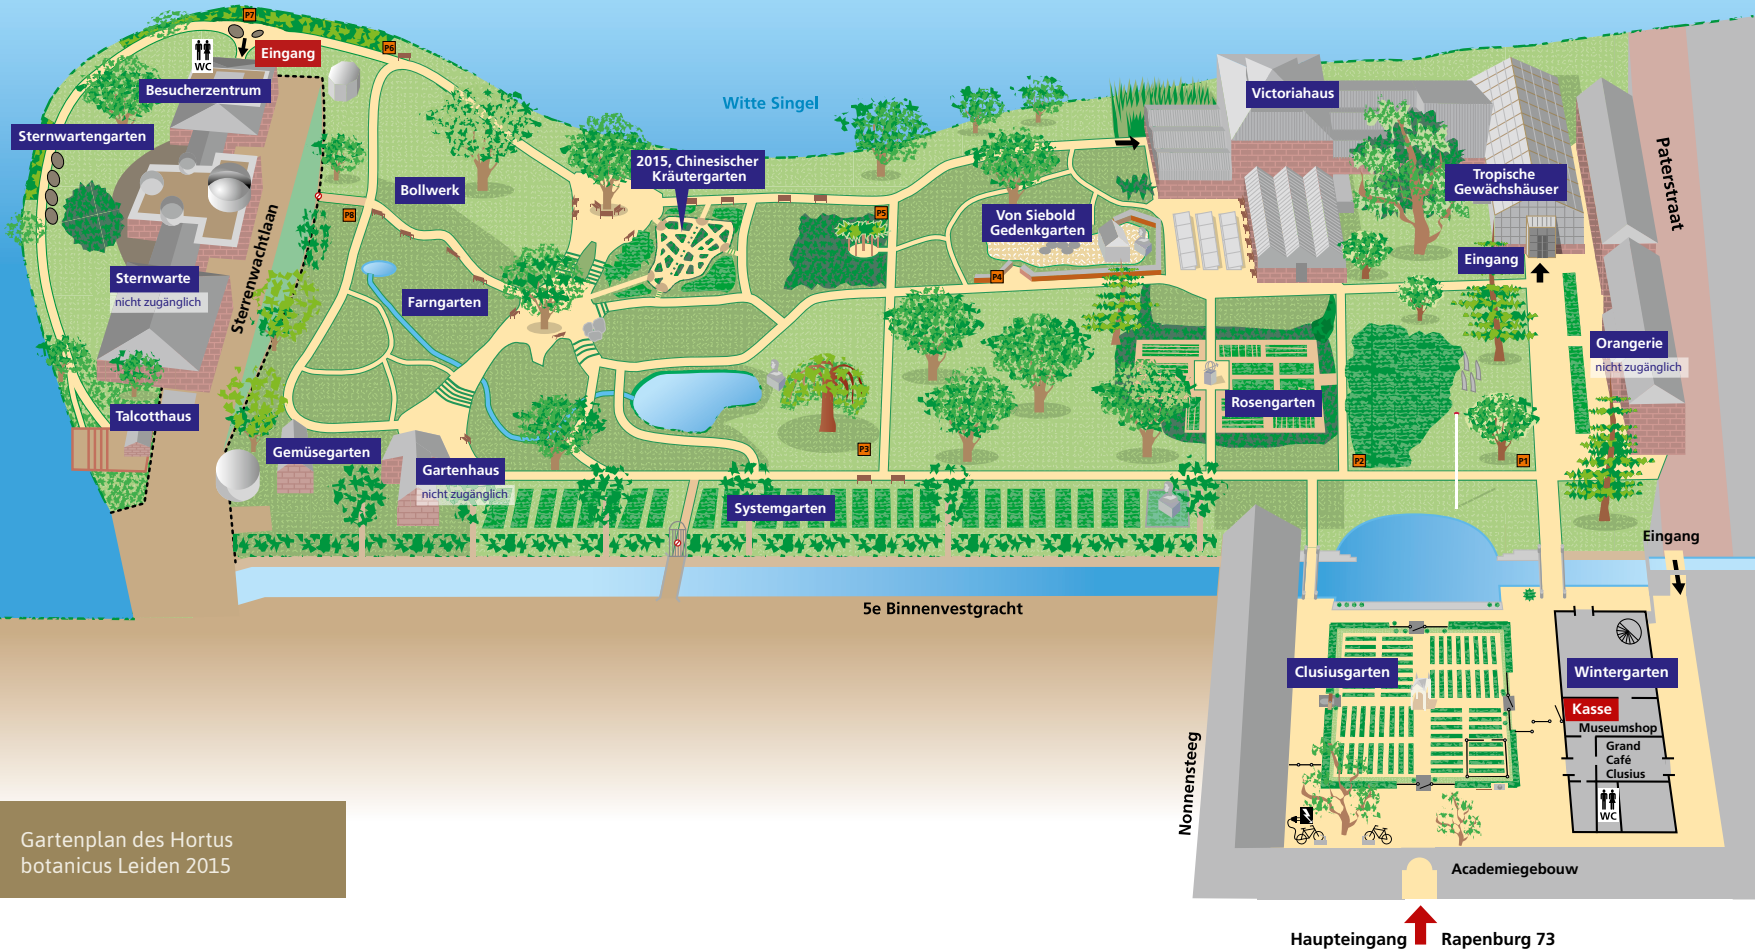 P7
P6
Eingang
WC
Besucherzentrum
Victoriahaus
Witte Singel
Sternwartengarten
Paterstraat
2015, Chinesischer
Kräutergarten
Tropische
Gewächshäuser
Bollwerk
P8
P5
Von Siebold
Gedenkgarten
Sterrenwachtlaan
Eingang
Sternwarte
nicht zugänglich
P4
Farngarten
Orangerie
nicht zugänglich
Talcotthaus
Rosengarten
Gemüsegarten
P3
P2
P1
Gartenhaus
nicht zugänglich
Systemgarten
Eingang
5e Binnenvestgracht
Clusiusgarten
Wintergarten
Kasse
Museumshop
Grand
Café
Clusius
Nonnensteeg
WC
Gartenplan des Hortus
botanicus Leiden 2015
Academiegebouw
Haupteingang
Rapenburg 73